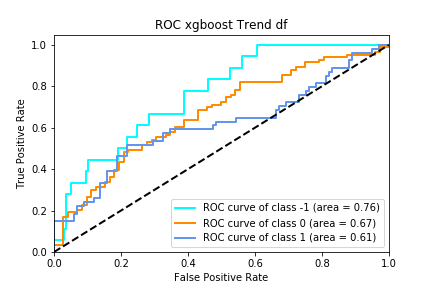 ROC xgboost Trend df
True Positive Rate
1.0
0.8
0.6
0.4
0.2
0.0
ROC curve of class -1 (area = 0.76)
ROC curve of class 0 (area = 0.67)
ROC curve of class 1 (area = 0.61)
0.0 0.2 0.4 0.6 0.8 1.0
False Positive Rate